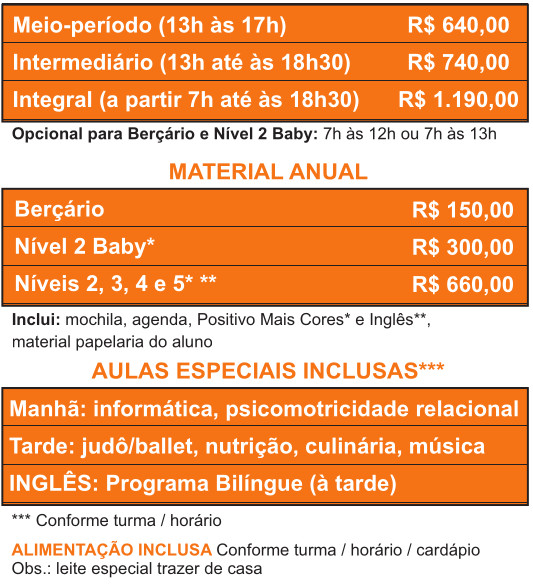 Meio-período (13h às 17h) R$ 640,00
Intermediário (13h até às 18h30) R$ 740,00
Integral (a partir 7h até às 18h30) R$ 1.190,00
Opcional para Berçário e Nível 2 Baby: 7h às 12h ou 7h às 13h
MATERIAL ANUAL
Berçário R$ 150,00
Nível 2 Baby* R$ 300,00
Níveis 2, 3, 4 e 5* ** R$ 660,00
Inclui: mochila, agenda, Positivo Mais Cores* e Inglês**,
material papelaria do aluno
AULAS ESPECIAIS INCLUSAS***
Manhã: informática, psicomotricidade relacional
Tarde: judô/ballet, nutrição, culinária, música
INGLÊS: Programa Bilíngue (à tarde)
*** Conforme turma / horário
ALIMENTAÇÃO INCLUSA Conforme turma / horário / cardápio
Obs.: leite especial trazer de casa